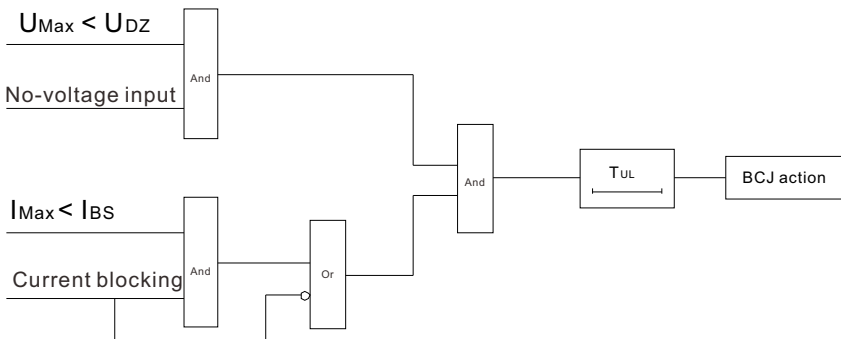 UMax < UDZ
And
No-voltage input
And
TUL
BCJ action
IMax < IBS
And
Or
Current blocking